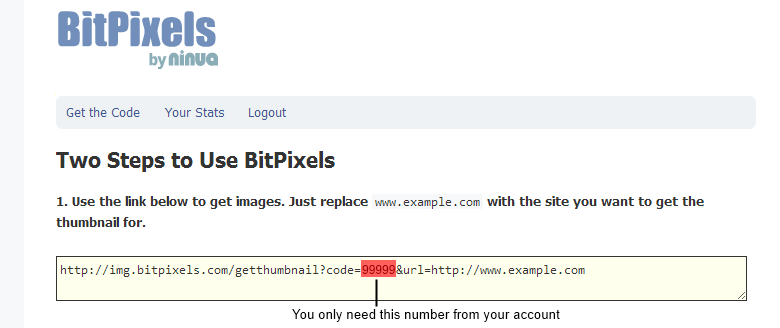 BitPixels
by ninua
Get the Code Your Stats Logout
Two Steps to Use BitPixels
1. Use the link below to get images. Just replace www.example.com with the site you want to get the
thumbnail for.
http://img.bitpixels.com/getthumbnail?code=99999&url=http://www.example.com
You only need this number from your account